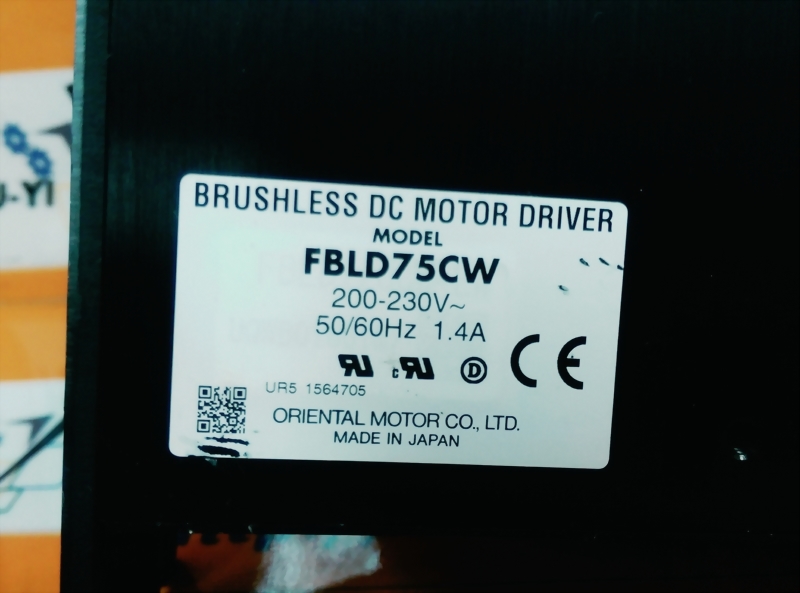 BRUSHLESS DC MOTOR DRIVER
MODEL
FBLD75CW
200-230V~
50/60Hz 1.4A
c
D
CE
UR5 1564705
ORIENTAL MOTOR CO., LTD.
MADE IN JAPAN
-YI